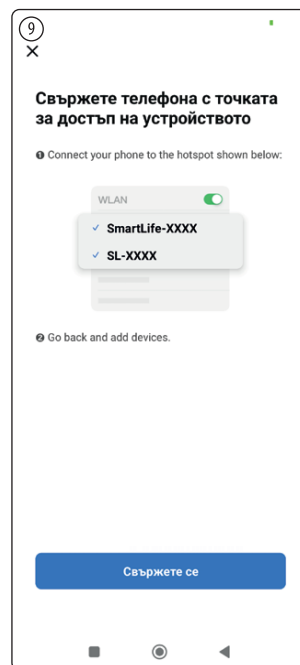 9
Свържете телефона с точката
за достъп на устройството
❶ Connect your phone to the hotspot shown below:
WLAN
SmartLife-XXXX
SL-XXXX
❷ Go back and add devices.
Свържете се